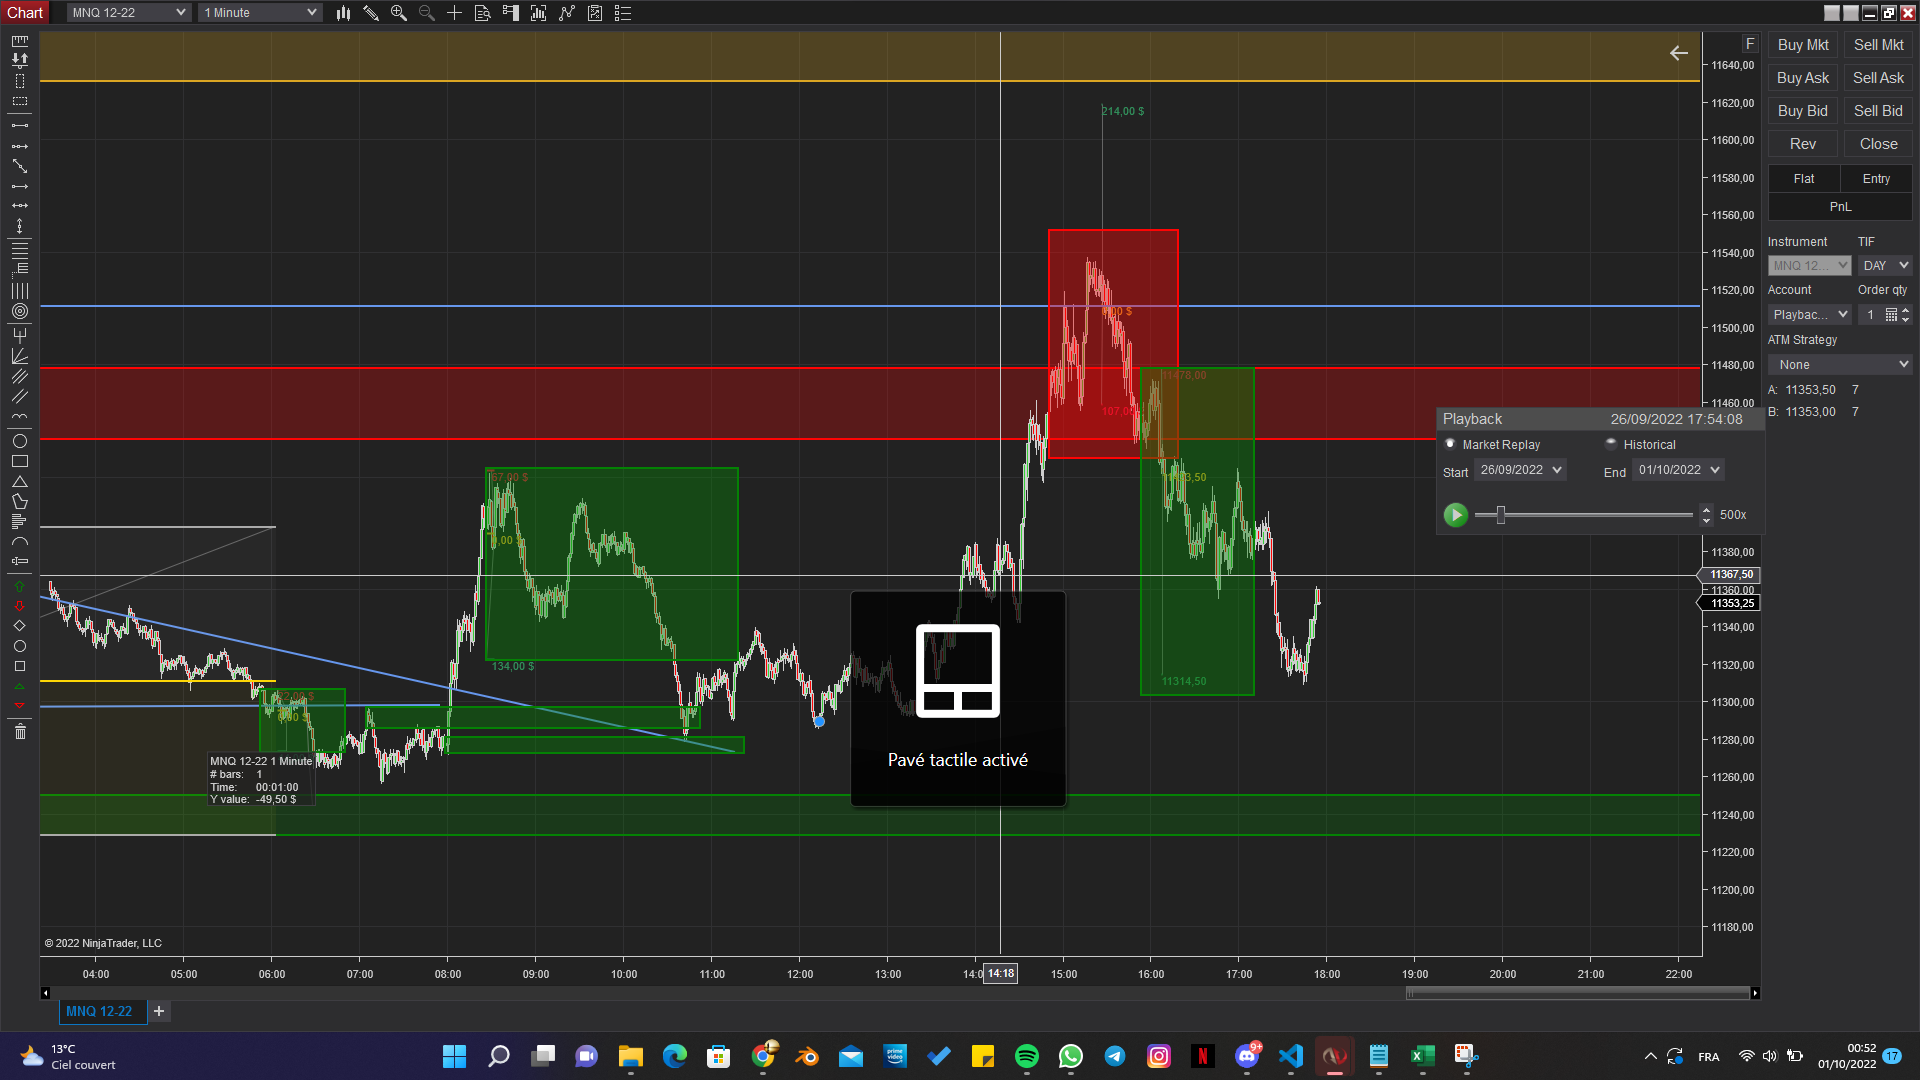 Chart
MNQ 12-22
1 Minute
F
Buy Mkt
Sell Mkt
Buy Ask
Sell Ask
Buy Bid
Sell Bid
Rev
Close
Flat
Entry
PnL
Instrument
TIF
MNQ 12...
DAY
Account
Order qty
Playbac...
1
ATM Strategy
None
A: 11353,50 7
B: 11353,00 7
Playback
26/09/2022 17:54:08
Market Replay
Historical
Start 26/09/2022
End 01/10/2022
500x
11640,00
11620,00
11600,00
11580,00
11560,00
11540,00
11520,00
11500,00
11480,00
11460,00
11380,00
11367,50
11360,00
11353,25
11340,00
11320,00
11300,00
11280,00
11260,00
11240,00
11220,00
11200,00
11180,00
214,00 $
11478,00
67,00 $
134,00 $
11314,50
MNQ 12-22 1 Minute
# bars: 1
Time: 00:01:00
Y value: -49,50 $
Pavé tactile activé
© 2022 NinjaTrader, LLC
04:00
05:00
06:00
07:00
08:00
09:00
10:00
11:00
12:00
13:00
14:0
14:18
15:00
16:00
17:00
18:00
19:00
20:00
21:00
22:00
MNQ 12-22
+
13°C
Ciel couvert
prime video
9+
FRA
00:52
01/10/2022
17